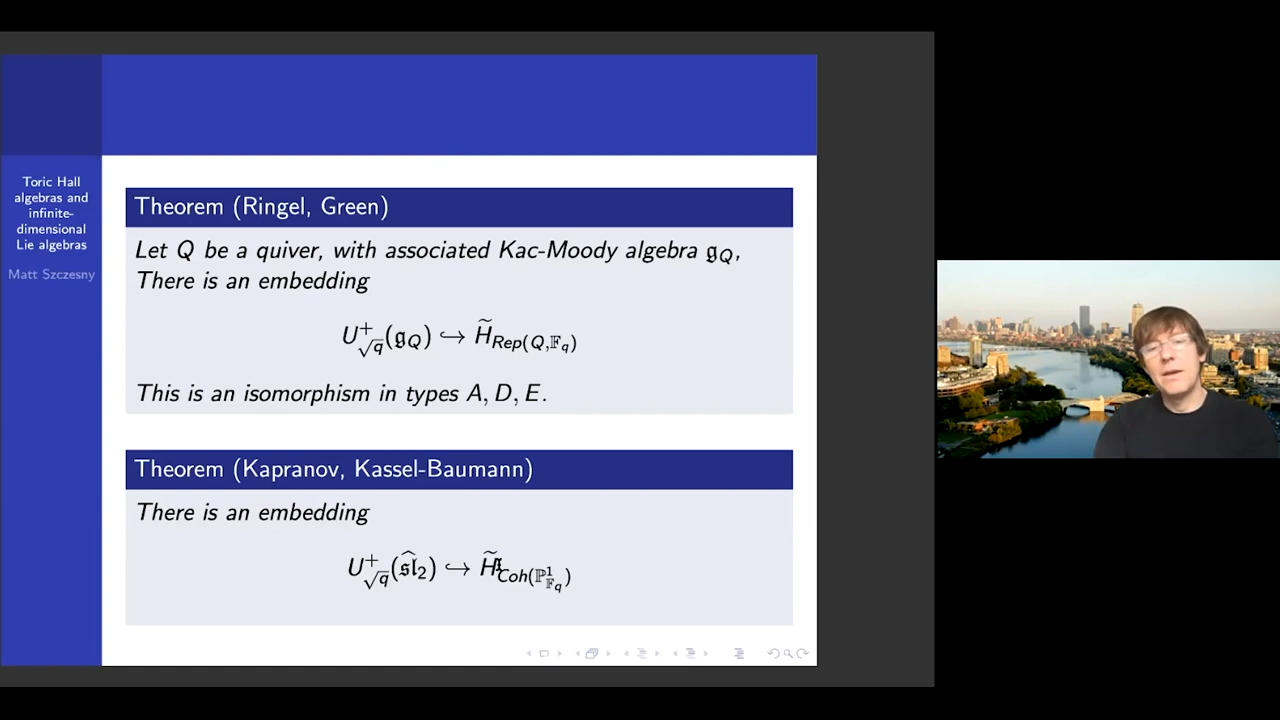 Toric Hall
algebras and
infinite-
dimensional
Lie algebras
Matt Szczesny
Theorem (Ringel, Green)
Let Q be a quiver, with associated Kac-Moody algebra 𝔤_Q,
There is an embedding
U^+_{√q}(𝔤_Q) ↪ H̃_{Rep(Q,𝔽_q)}
This is an isomorphism in types A, D, E.
Theorem (Kapranov, Kassel-Baumann)
There is an embedding
U^+_{√q}(\widehat{𝔰𝔩}_2) ↪ H̃_{Coh(ℙ^1_{𝔽_q})}